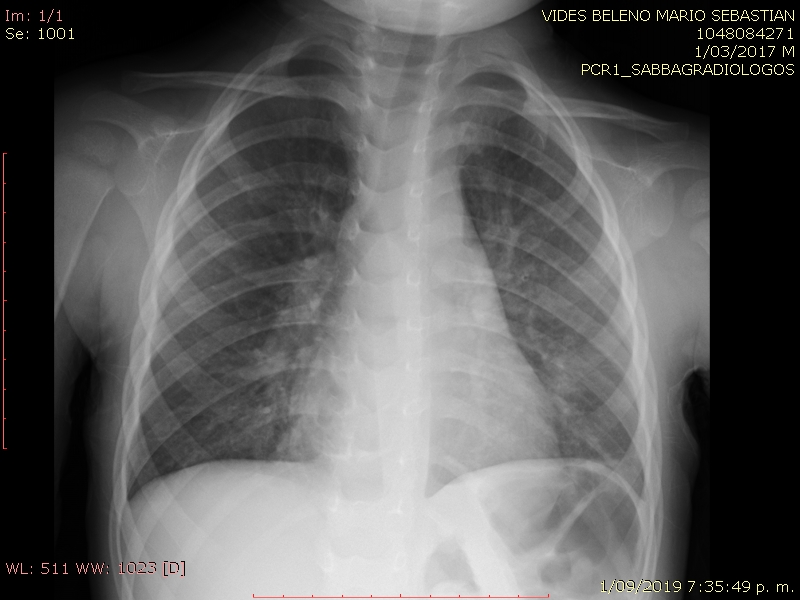 Im: 1/1
Se: 1001
VIDES BELENO MARIO SEBASTIAN
1048084271
1/03/2017 M
PCR1_SABBAGRADIOLOGOS
WL: 511 WW: 1023 [D]
1/09/2019 7:35:49 p. m.